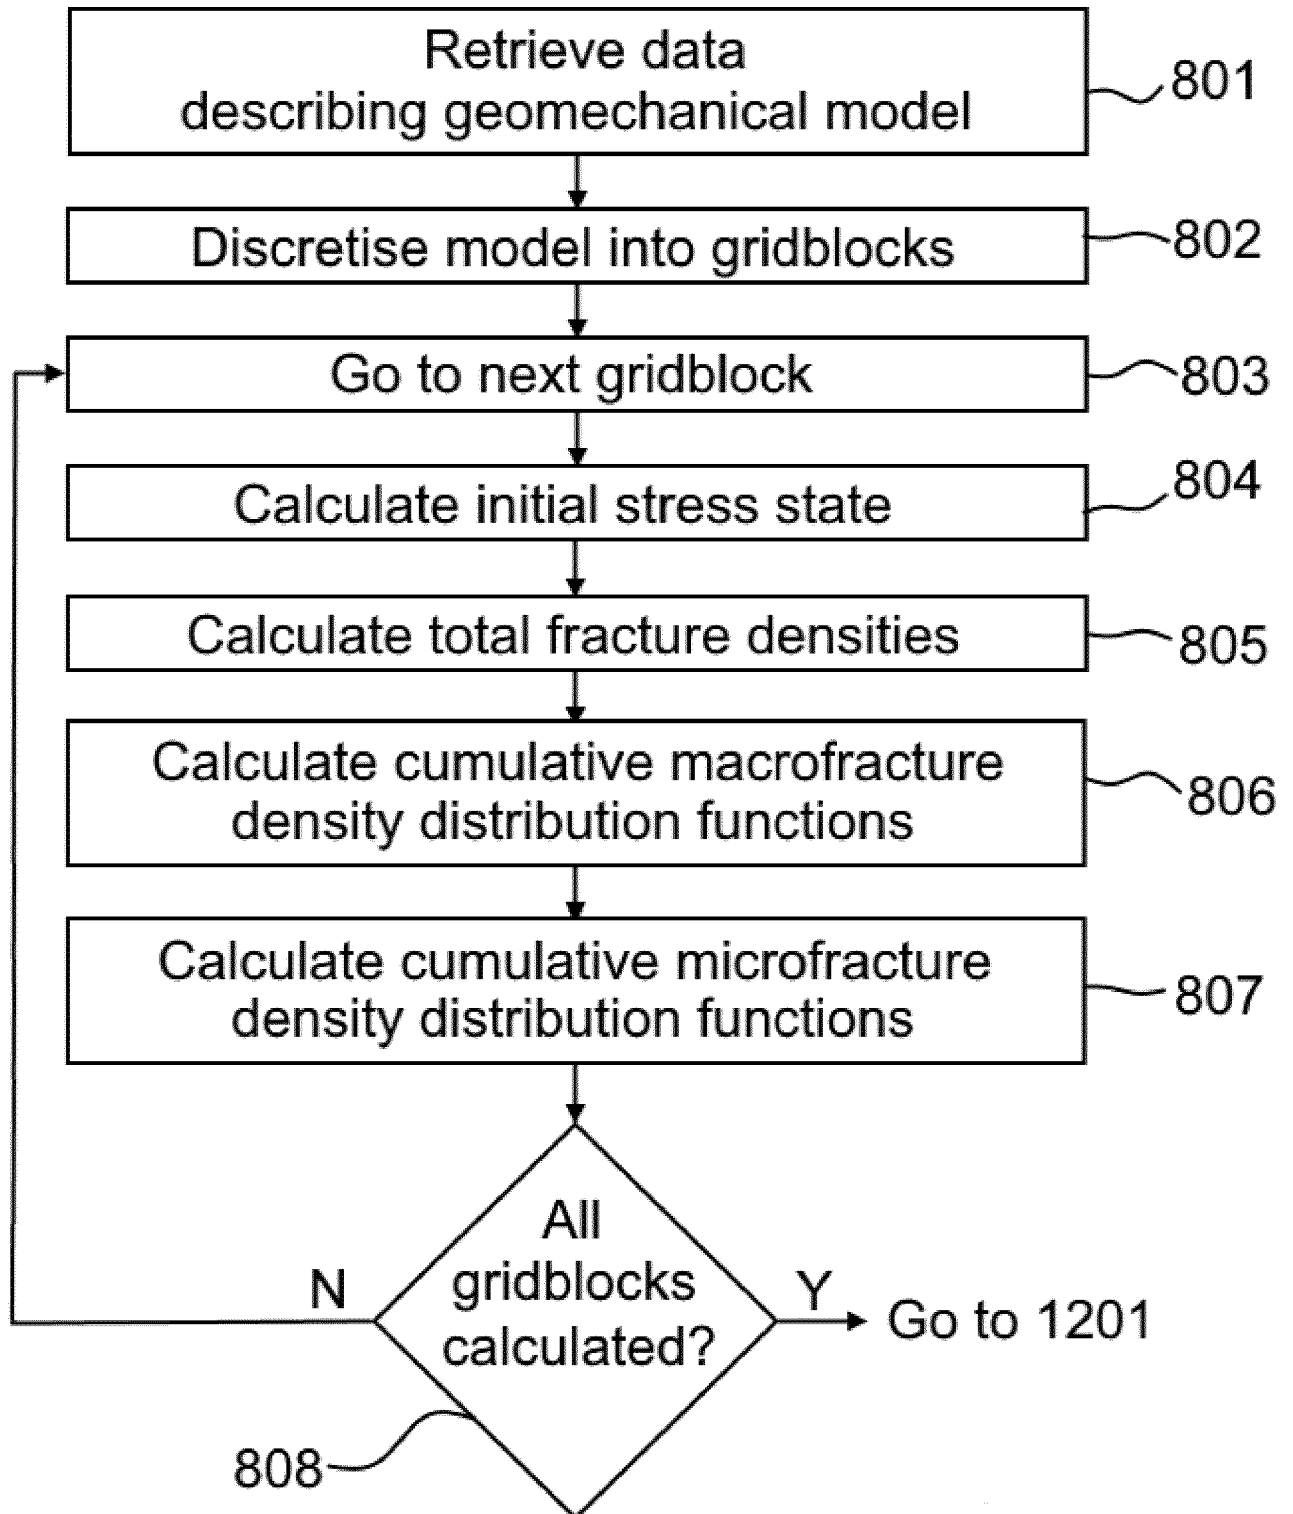 Retrieve data
describing geomechanical model
801
Discretise model into gridblocks
802
Go to next gridblock
803
Calculate initial stress state
804
Calculate total fracture densities
805
Calculate cumulative macrofracture
density distribution functions
806
Calculate cumulative microfracture
density distribution functions
807
All
gridblocks
calculated?
N
Y
Go to 1201
808